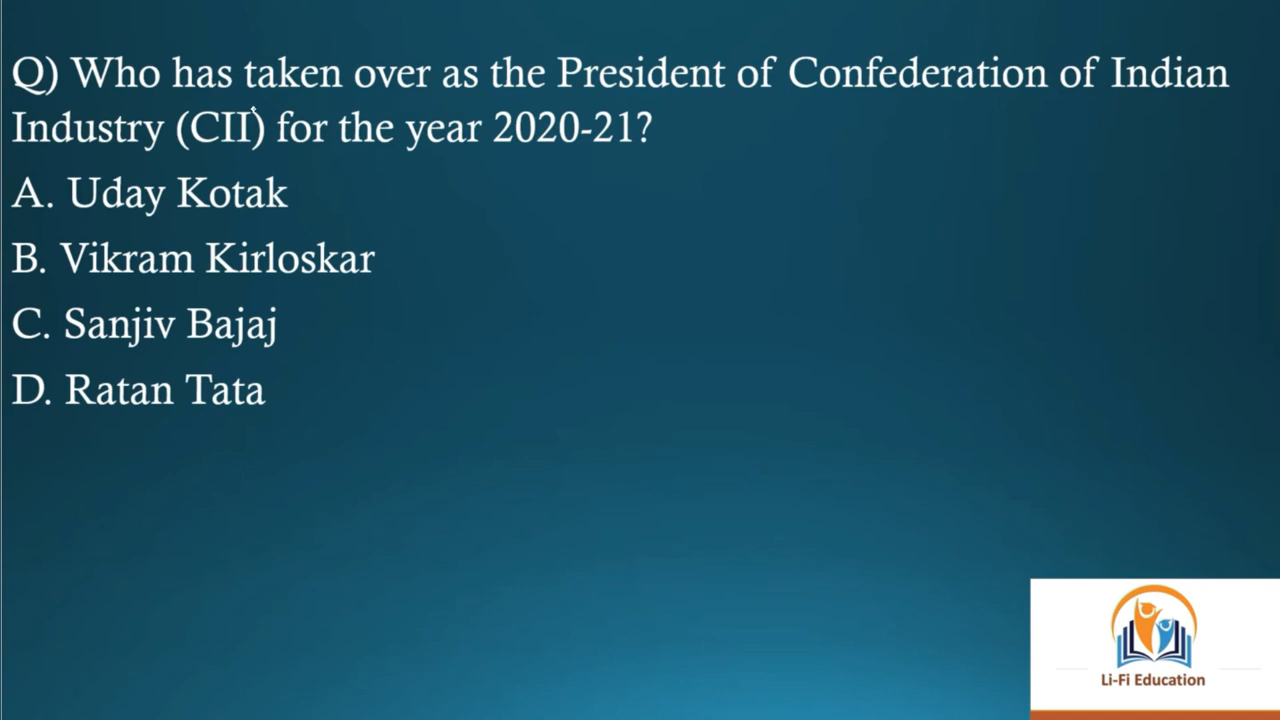 Q) Who has taken over as the President of Confederation of Indian
Industry (CII) for the year 2020-21?
A. Uday Kotak
B. Vikram Kirloskar
C. Sanjiv Bajaj
D. Ratan Tata
Li-Fi Education